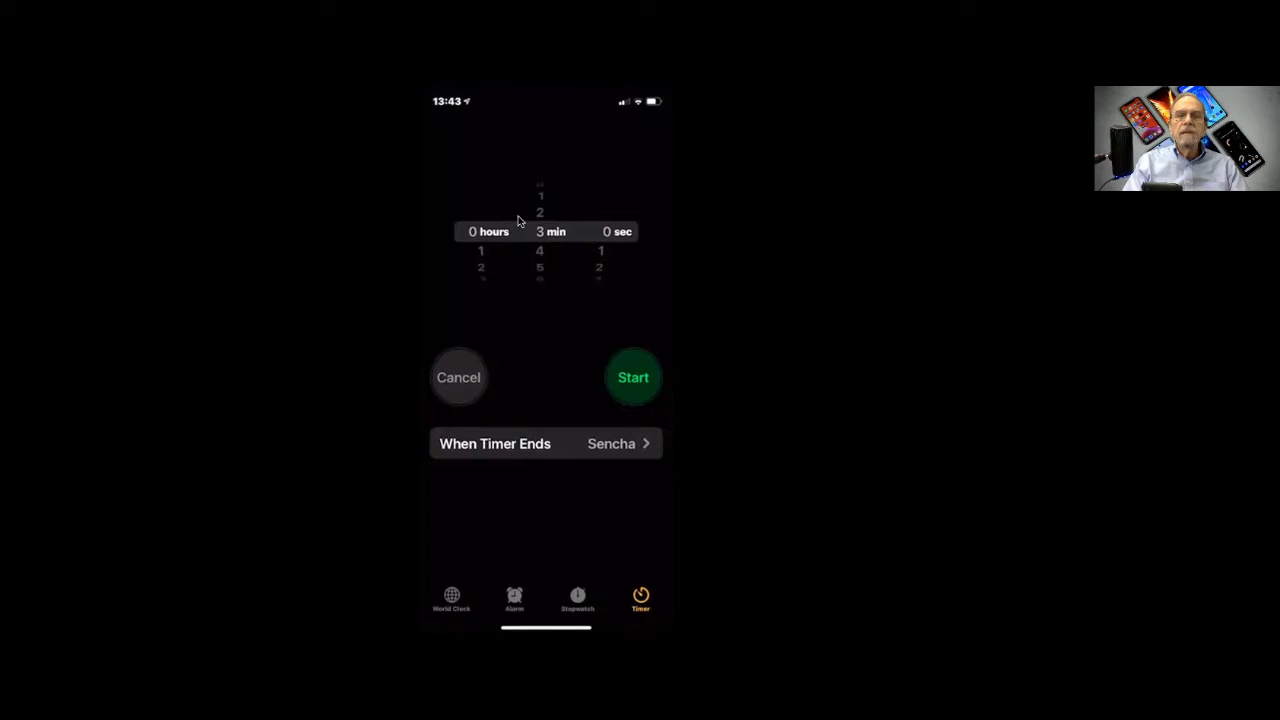 13:43
1
2
0 hours 3 min 0 sec
1 4 1
2 5 2
Cancel Start
When Timer Ends Sencha
World Clock Alarm Stopwatch Timer